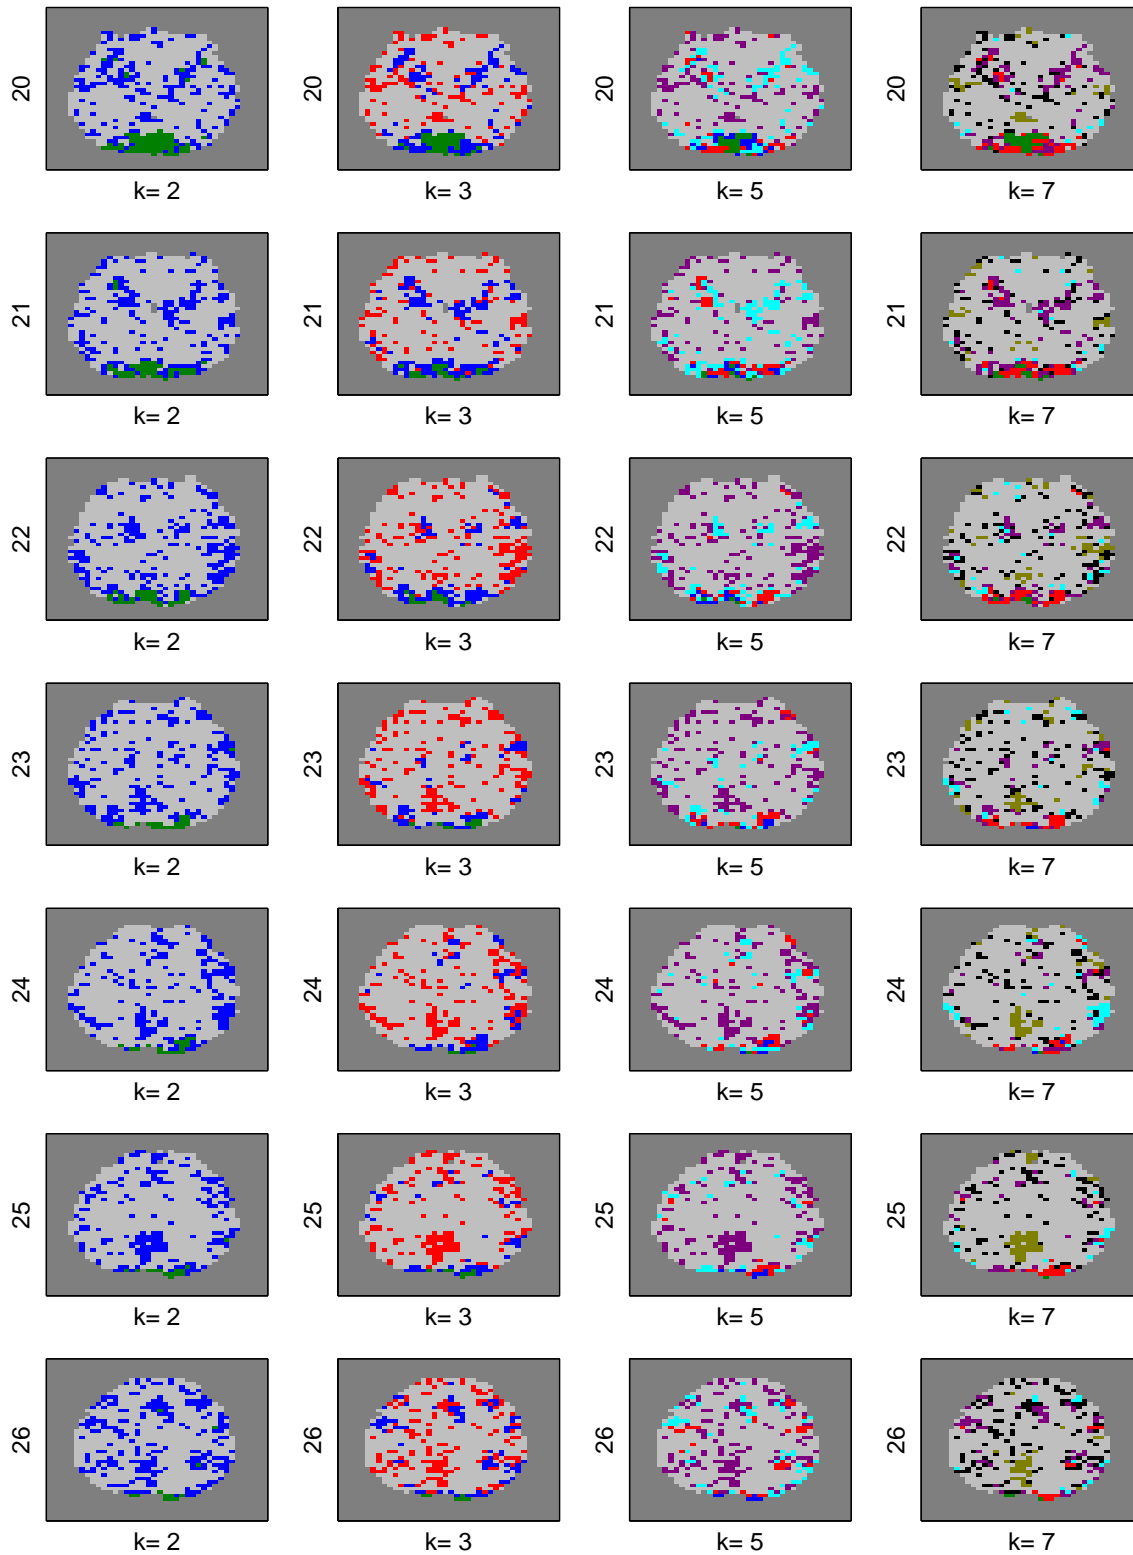 20 20 20 20
k= 2 k= 3 k= 5 k= 7
21 21 21 21
k= 2 k= 3 k= 5 k= 7
22 22 22 22
k= 2 k= 3 k= 5 k= 7
23 23 23 23
k= 2 k= 3 k= 5 k= 7
24 24 24 24
k= 2 k= 3 k= 5 k= 7
25 25 25 25
k= 2 k= 3 k= 5 k= 7
26 26 26 26
k= 2 k= 3 k= 5 k= 7